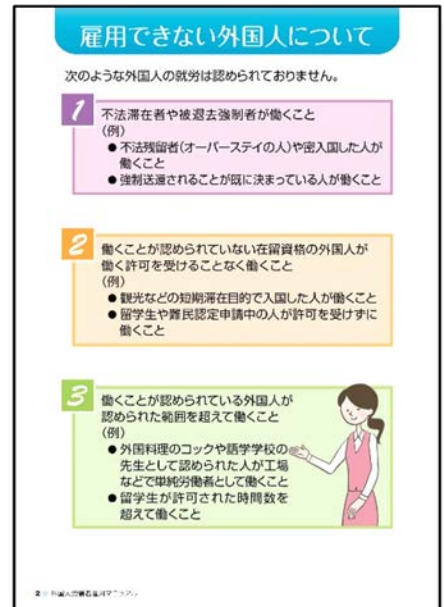 雇用できない外国人について
次のような外国人の就労は認められておりません。
1
不法滞在者や被退去強制者が働くこと
(例)
●不法残留者(オーバーステイの人)や密入国した人が
働くこと
●強制送還されることが既に決まっている人が働くこと
2
働くことが認められていない在留資格の外国人が
働く許可を受けることなく働くこと
(例)
●観光などの短期滞在目的で入国した人が働くこと
●留学生や難民認定申請中の人が許可を受けずに
働くこと
3
働くことが認められている外国人が
認められた範囲を超えて働くこと
(例)
●外国料理のコックや語学学校の
先生として認められた人が工場
などで単純労働者として働くこと
●留学生が許可された時間数を
超えて働くこと
2 外国人労働者雇用マニュアル